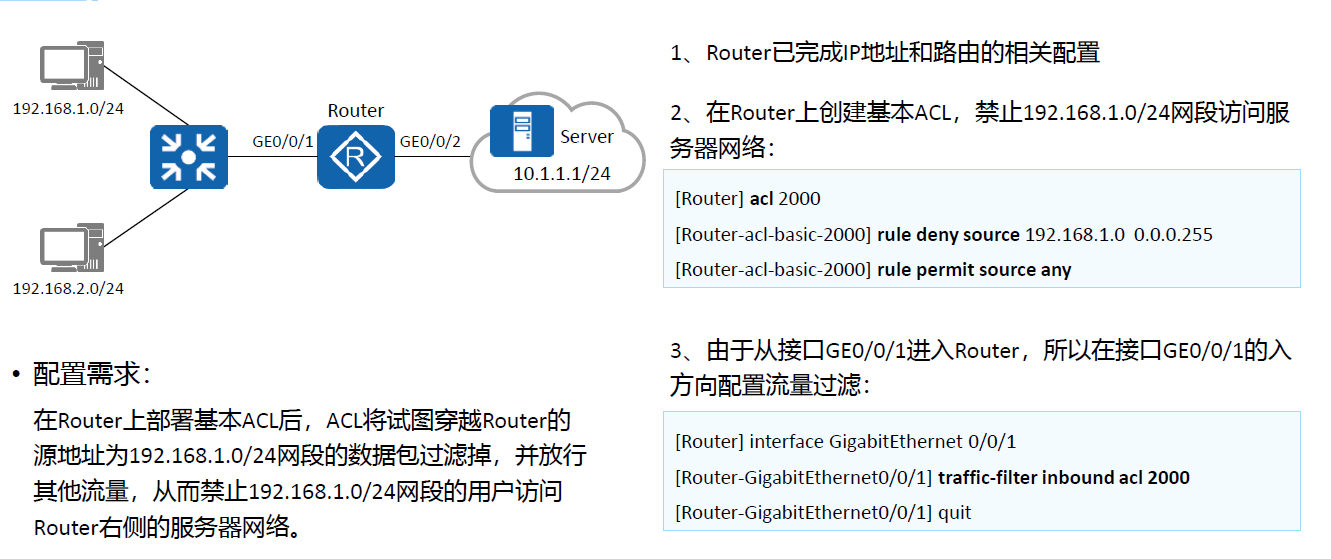 192.168.1.0/24
192.168.2.0/24
Router
GE0/0/1
GE0/0/2
R
Server
10.1.1.1/24
• 配置需求：
在Router上部署基本ACL后，ACL将试图穿越Router的
源地址为192.168.1.0/24网段的数据包过滤掉，并放行
其他流量，从而禁止192.168.1.0/24网段的用户访问
Router右侧的服务器网络。
1、Router已完成IP地址和路由的相关配置
2、在Router上创建基本ACL，禁止192.168.1.0/24网段访问服
务器网络：
[Router] acl 2000
[Router-acl-basic-2000] rule deny source 192.168.1.0 0.0.0.255
[Router-acl-basic-2000] rule permit source any
3、由于从接口GE0/0/1进入Router，所以在接口GE0/0/1的入
方向配置流量过滤：
[Router] interface GigabitEthernet 0/0/1
[Router-GigabitEthernet0/0/1] traffic-filter inbound acl 2000
[Router-GigabitEthernet0/0/1] quit